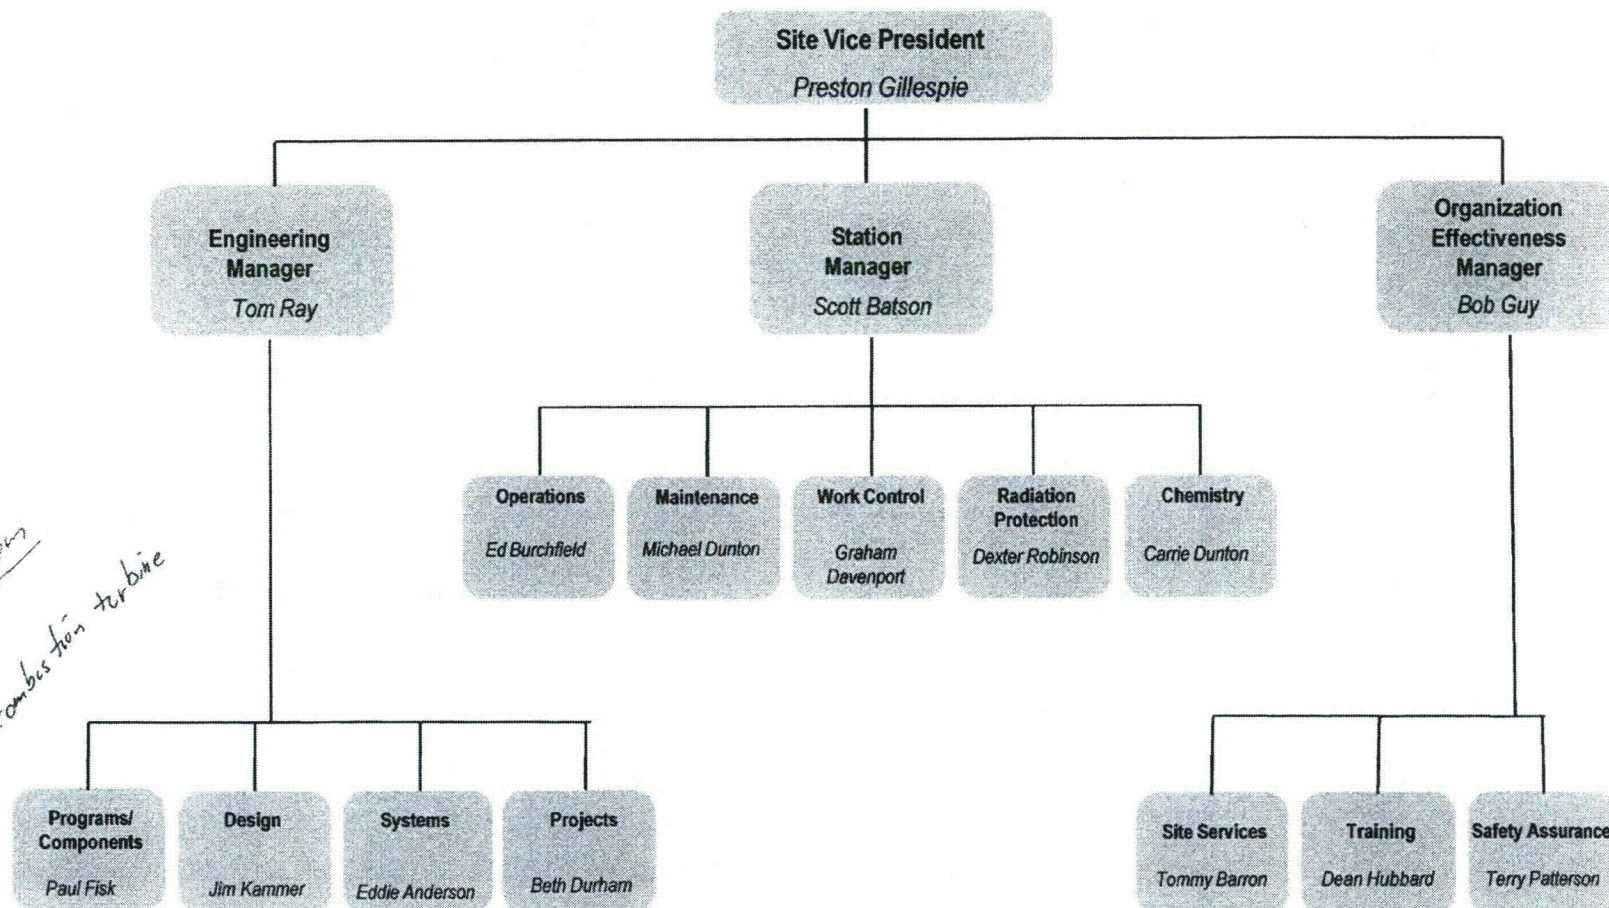 Site Vice President
Preston Gillespie
Engineering
Manager
Tom Ray
Station
Manager
Scott Batson
Organization
Effectiveness
Manager
Bob Guy
Operations
Ed Burchfield
Maintenance
Michael Dunton
Work Control
Graham
Davenport
Radiation
Protection
Dexter Robinson
Chemistry
Carrie Dunton
combustion turbine
Programs/
Components
Paul Fisk
Design
Jim Kammer
Systems
Eddie Anderson
Projects
Beth Durham
Site Services
Tommy Barron
Training
Dean Hubbard
Safety Assurance
Terry Patterson